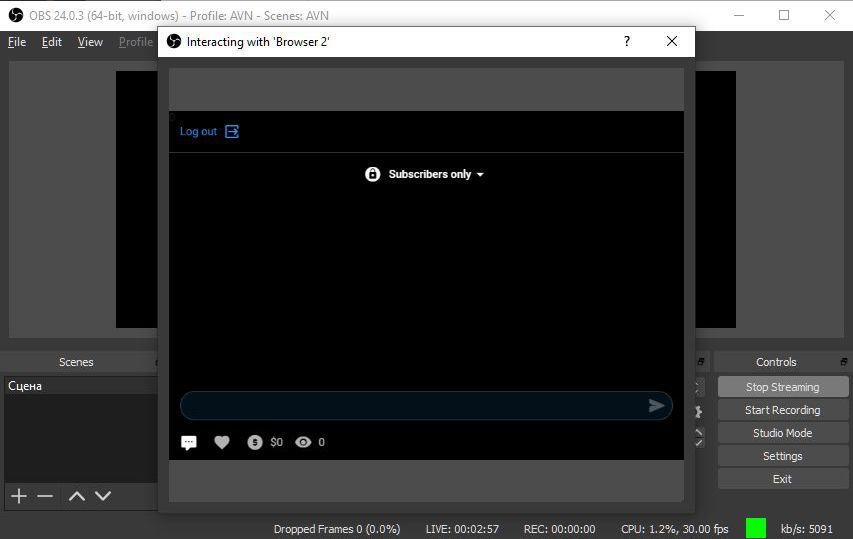 OBS 24.0.3 (64-bit, windows) - Profile: AVN - Scenes: AVN
File Edit View Profile
Interacting with 'Browser 2' ?
Log out
Subscribers only
$0 0
Scenes
Сцена
Controls
Stop Streaming
Start Recording
Studio Mode
Settings
Exit
Dropped Frames 0 (0.0%) LIVE: 00:02:57 REC: 00:00:00 CPU: 1.2%, 30.00 fps kb/s: 5091